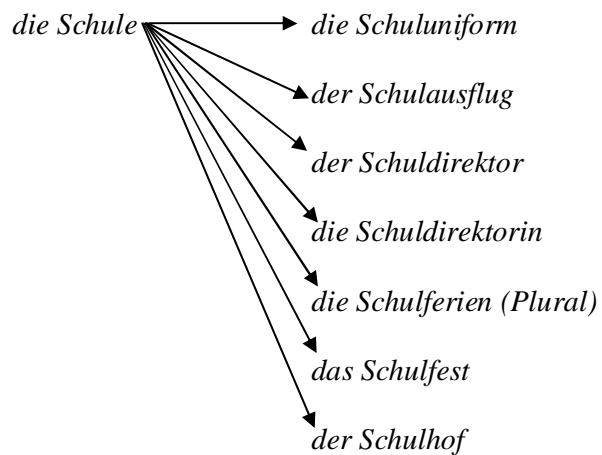 die Schule die Schuluniform
der Schulausflug
der Schuldirektor
die Schuldirektorin
die Schulferien (Plural)
das Schulfest
der Schulhof